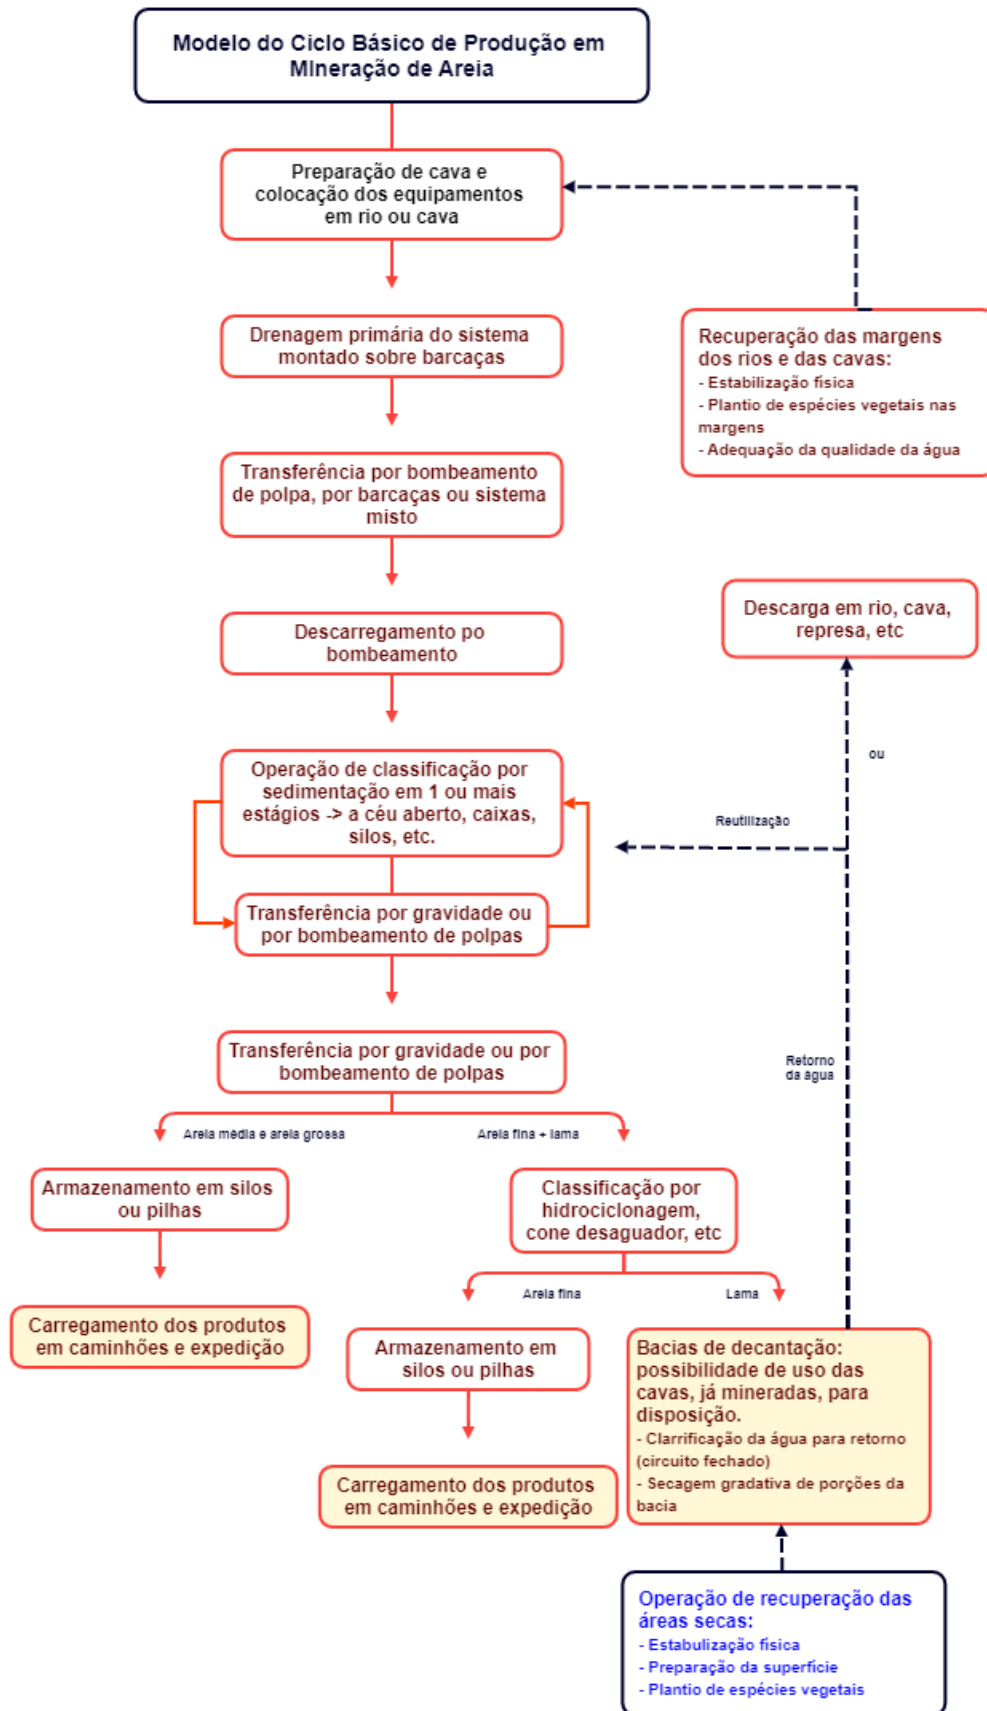 Modelo do Ciclo Básico de Produção em
MIneração de Areia
Preparação de cava e
colocação dos equipamentos
em rio ou cava
Drenagem primária do sistema
montado sobre barcaças
Recuperação das margens
dos rios e das cavas:
- Estabilização física
- Plantio de espécies vegetais nas
margens
- Adequação da qualidade da água
Transferência por bombeamento
de polpa, por barcaças ou sistema
misto
Descarregamento po
bombeamento
Descarga em rio, cava,
represa, etc
ou
Operação de classificação por
sedimentação em 1 ou mais
estágios -> a céu aberto, caixas,
silos, etc.
Reutilização
Transferência por gravidade ou
por bombeamento de polpas
Transferência por gravidade ou por
bombeamento de polpas
Retorno
da água
Areia média e areia grossa
Areia fina + lama
Armazenamento em silos
ou pilhas
Classificação por
hidrociclonagem,
cone desaguador, etc
Areia fina
Lama
Carregamento dos produtos
em caminhões e expedição
Armazenamento em
silos ou pilhas
Bacias de decantação:
possibilidade de uso das
cavas, já mineradas, para
disposição.
- Clarrificação da água para retorno
(circuito fechado)
- Secagem gradativa de porções da
bacia
Carregamento dos produtos
em caminhões e expedição
Operação de recuperação das
áreas secas:
- Estabulização física
- Preparação da superfície
- Plantio de espécies vegetais